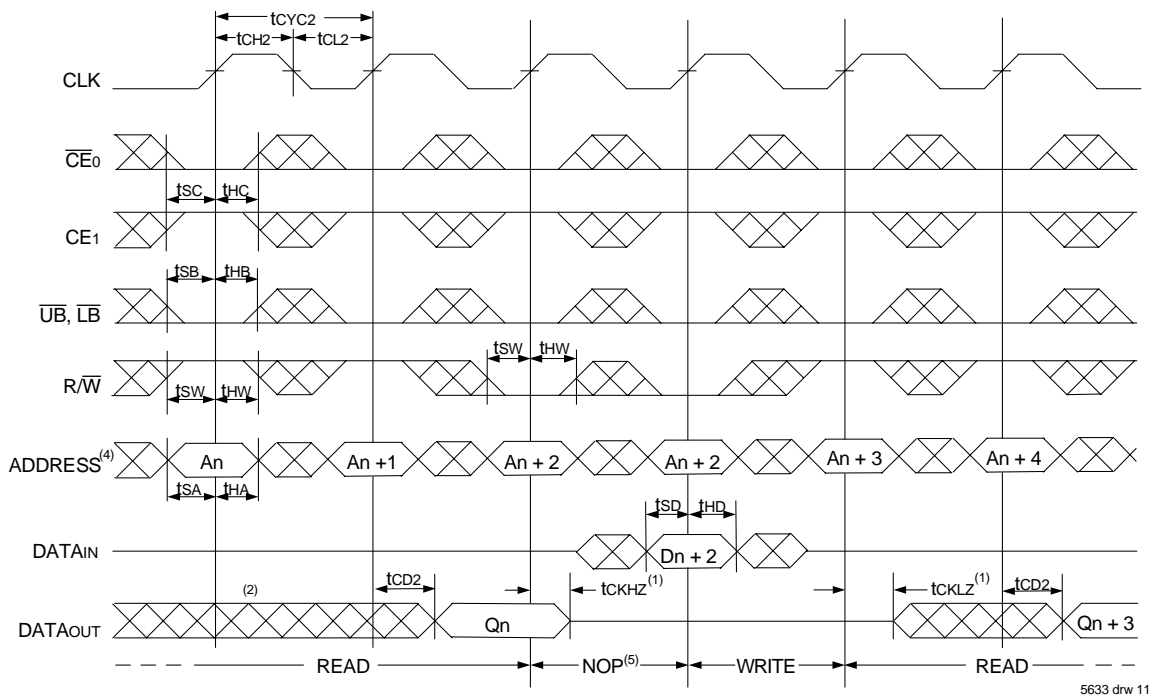 tCYC2
tCH2 tCL2
CLK
CE0
tSC tHC
CE1
tSB tHB
UB, LB
tSW tHW
R/W
tSW tHW
ADDRESS(4) An An +1 An + 2 An + 2 An + 3 An + 4
tSA tHA
tSD tHD
DATAIN Dn + 2
tCD2 tCKHZ(1) tCKLZ(1) tCD2
(2)
DATAOUT Qn Qn + 3
READ NOP(5) WRITE READ
5633 drw 11